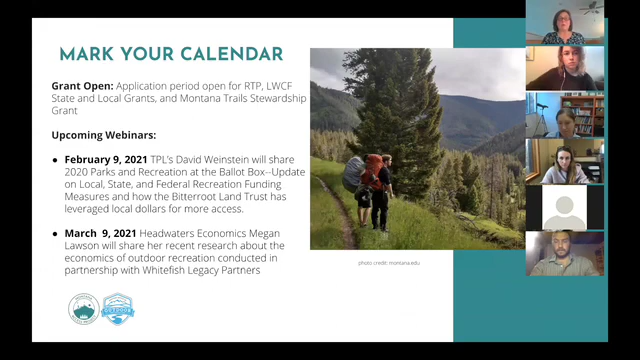 MARK YOUR CALENDAR
Grant Open: Application period open for RTP, LWCF
State and Local Grants, and Montana Trails Stewardship
Grant
Upcoming Webinars:
● February 9, 2021 TPL's David Weinstein will share
2020 Parks and Recreation at the Ballot Box--Update
on Local, State, and Federal Recreation Funding
Measures and how the Bitterroot Land Trust has
leveraged local dollars for more access.
● March 9, 2021 Headwaters Economics Megan
Lawson will share her recent research about the
economics of outdoor recreation conducted in
partnership with Whitefish Legacy Partners
photo credit: montana.edu
OUTDOOR